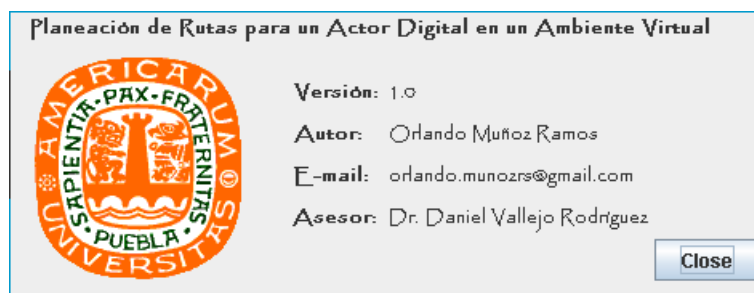 Planeación de Rutas para un Actor Digital en un Ambiente Virtual
AMERICARUM UNIVERSITAS
SAPIENTIA·PAX·FRATERNITAS·
PUEBLA
Versión: 1.0
Autor: Orlando Muñoz Ramos
E-mail: orlando.munozrs@gmail.com
Asesor: Dr. Daniel Vallejo Rodríguez
Close